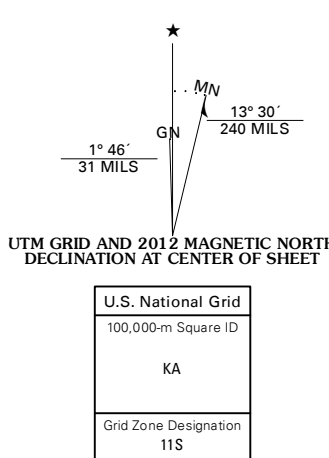 ★
MN
GN
13° 30´
240 MILS
1° 46´
31 MILS
UTM GRID AND 2012 MAGNETIC NORTH
DECLINATION AT CENTER OF SHEET
U.S. National Grid
100,000-m Square ID
KA
Grid Zone Designation
11S